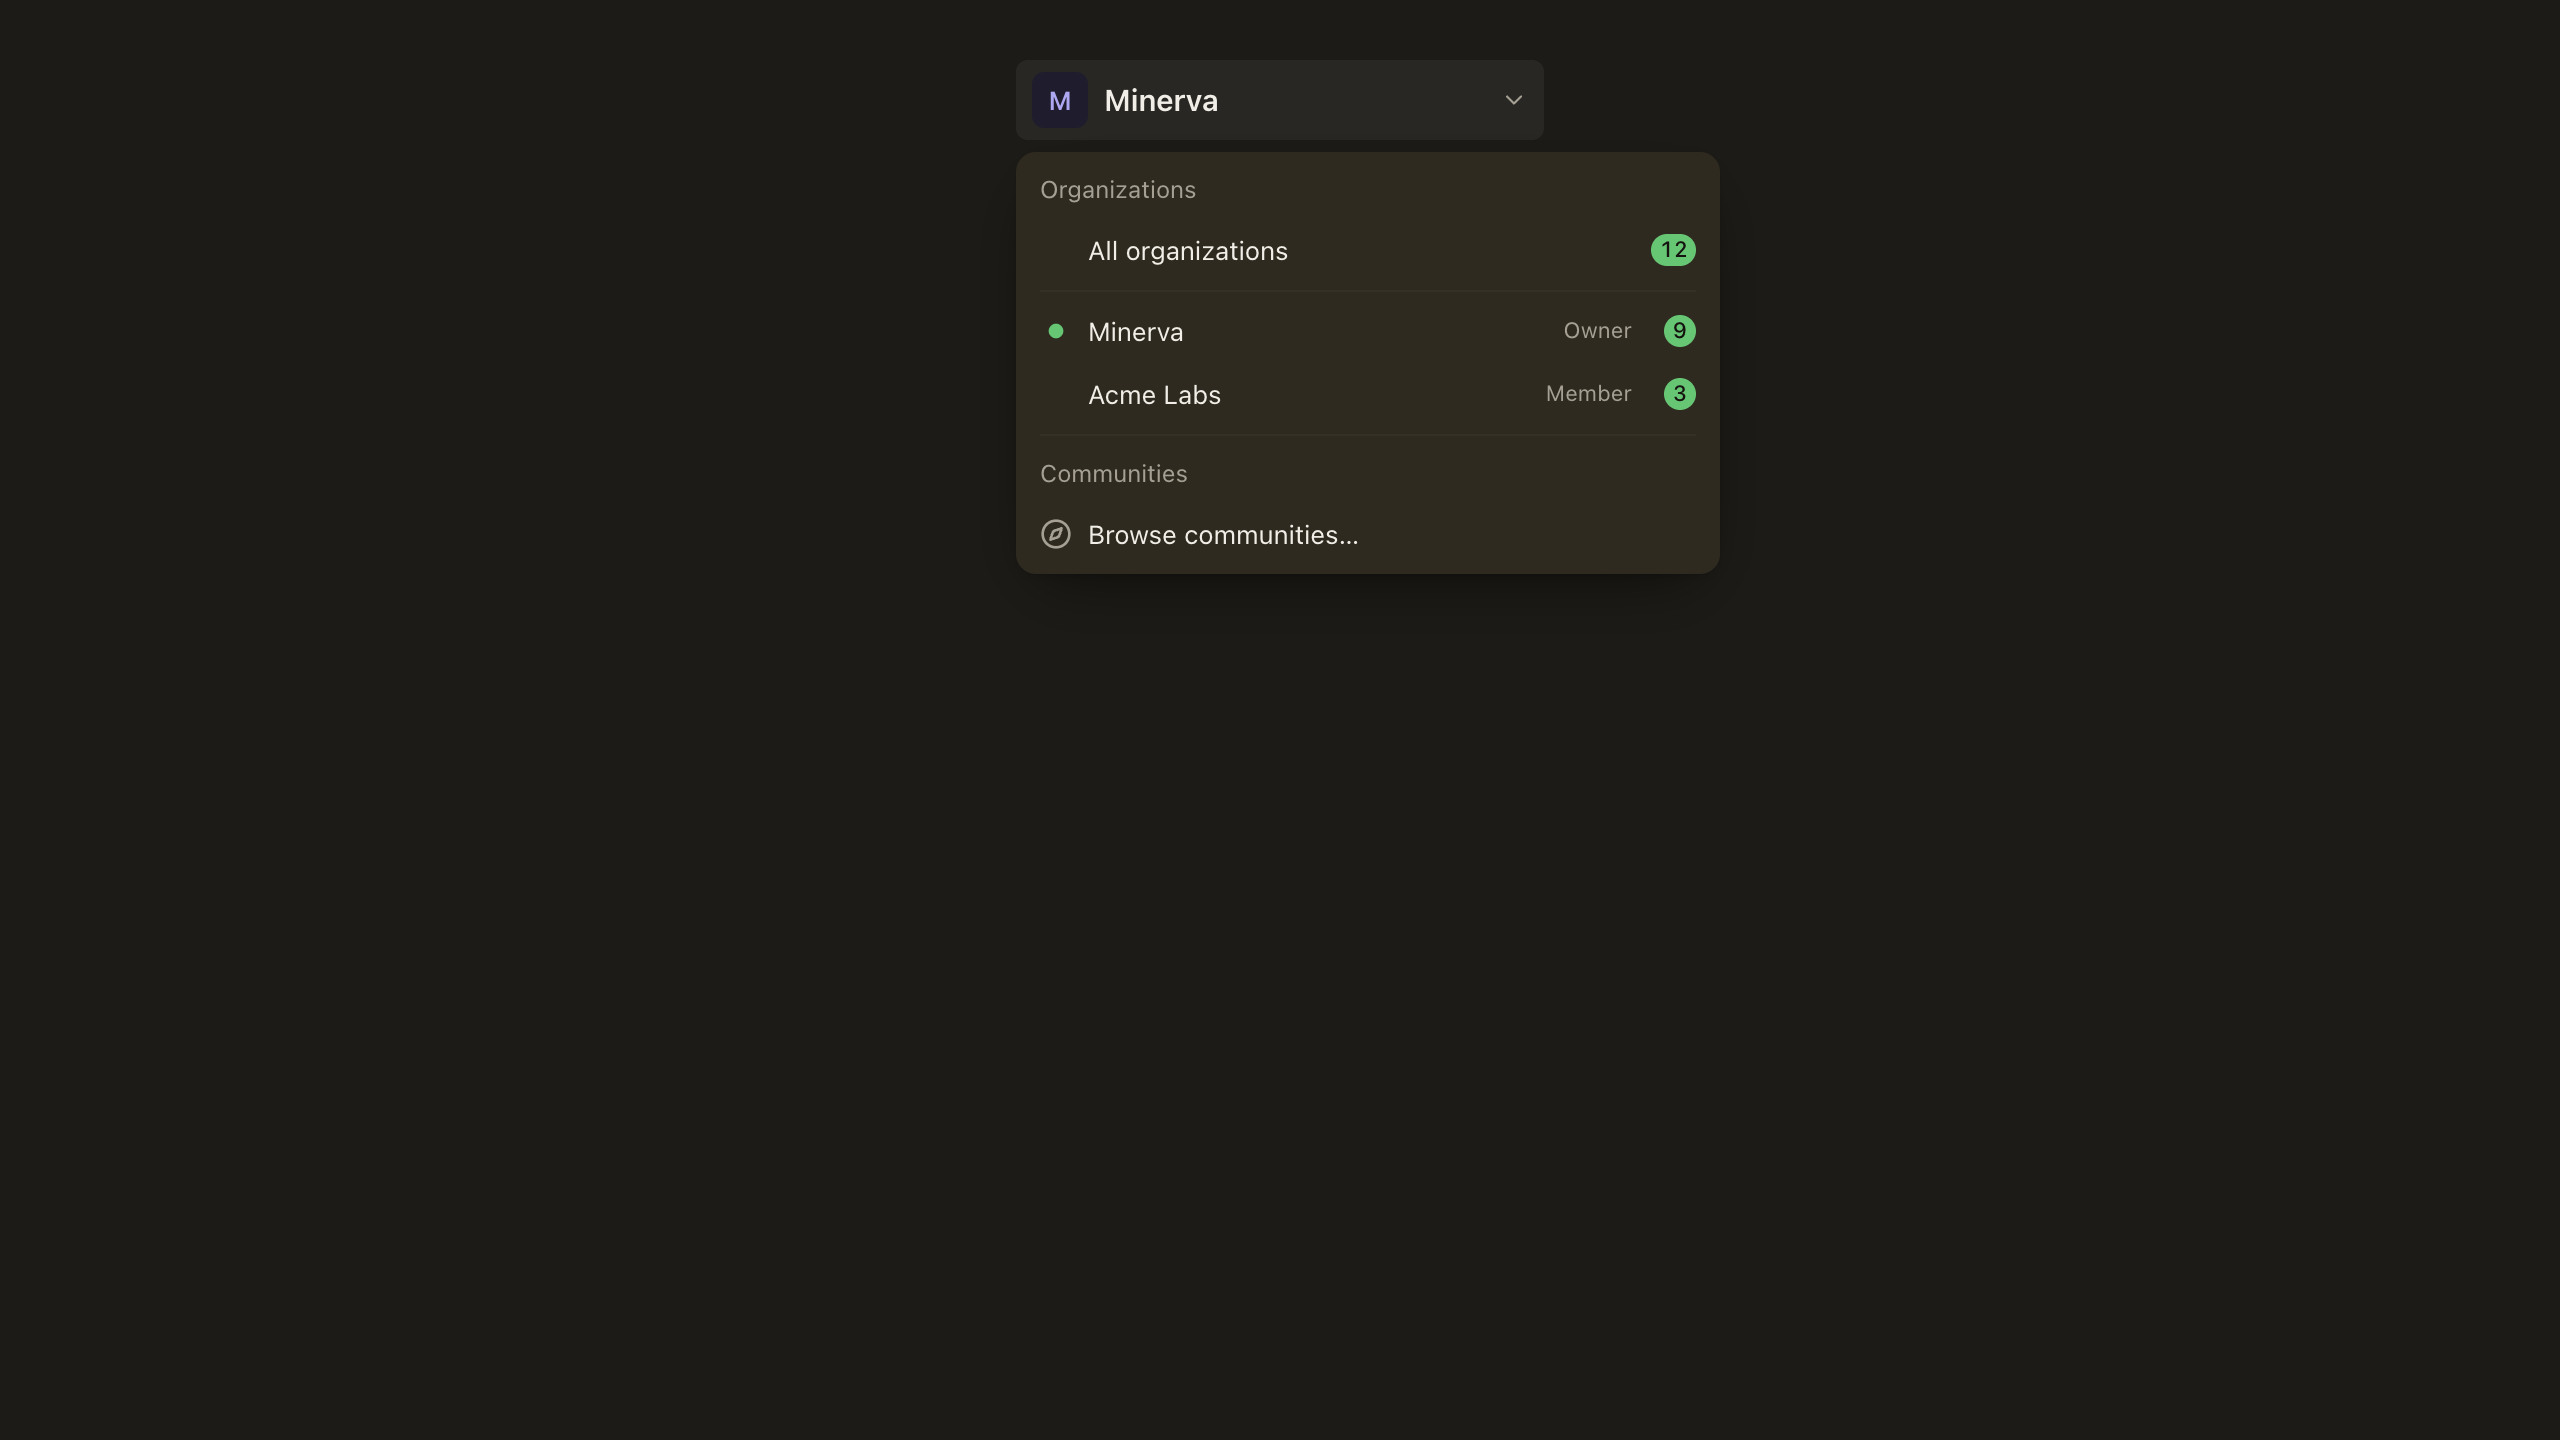 M Minerva
Organizations
All organizations 12
Minerva Owner 9
Acme Labs Member 3
Communities
Browse communities...